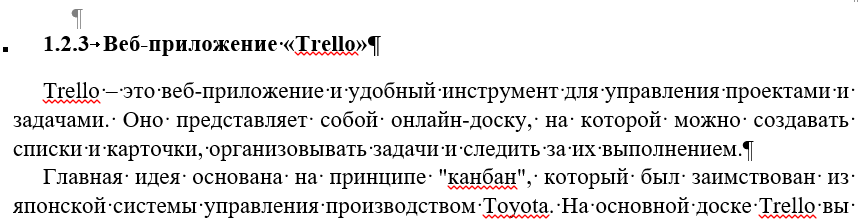 1.2.3 Веб-приложение «Trello»
Trello – это веб-приложение и удобный инструмент для управления проектами и
задачами. Оно представляет собой онлайн-доску, на которой можно создавать
списки и карточки, организовывать задачи и следить за их выполнением.
Главная идея основана на принципе "канбан", который был заимствован из
японской системы управления производством Toyota. На основной доске Trello вы